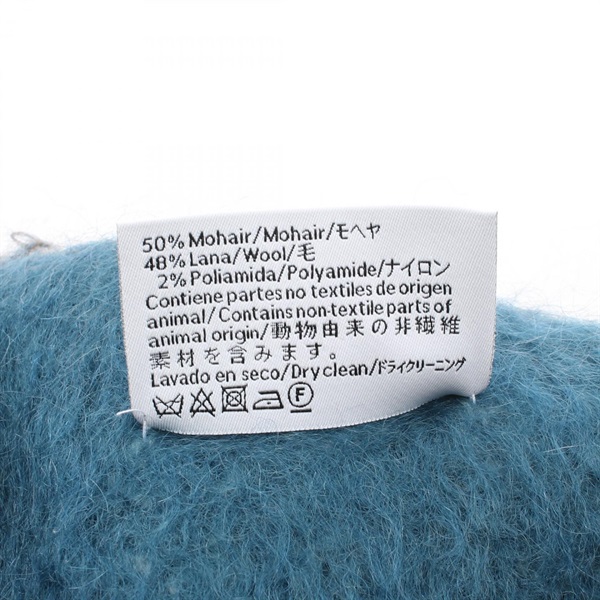 50% Mohair/Mohair/モヘヤ
48% Lana/Wool/毛
2% Poliamida/Polyamide/ナイロン
Contiene partes no textiles de origen
animal/Contains non-textile parts of
animal origin/動物由来の非繊維
素材を含みます。
Lavado en seco/Dry clean/ドライクリーニング
F